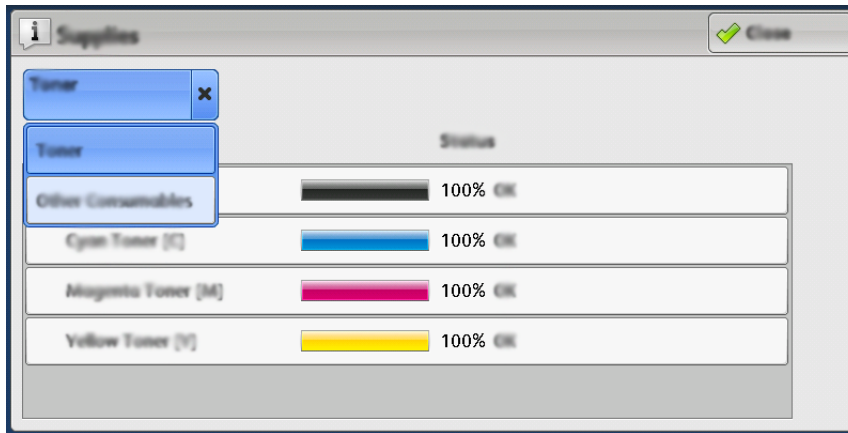 Supplies
Close
Toner
Status
Toner
100% OK
Other Consumables
Cyan Toner [C] 100% OK
Magenta Toner [M] 100% OK
Yellow Toner [Y] 100% OK